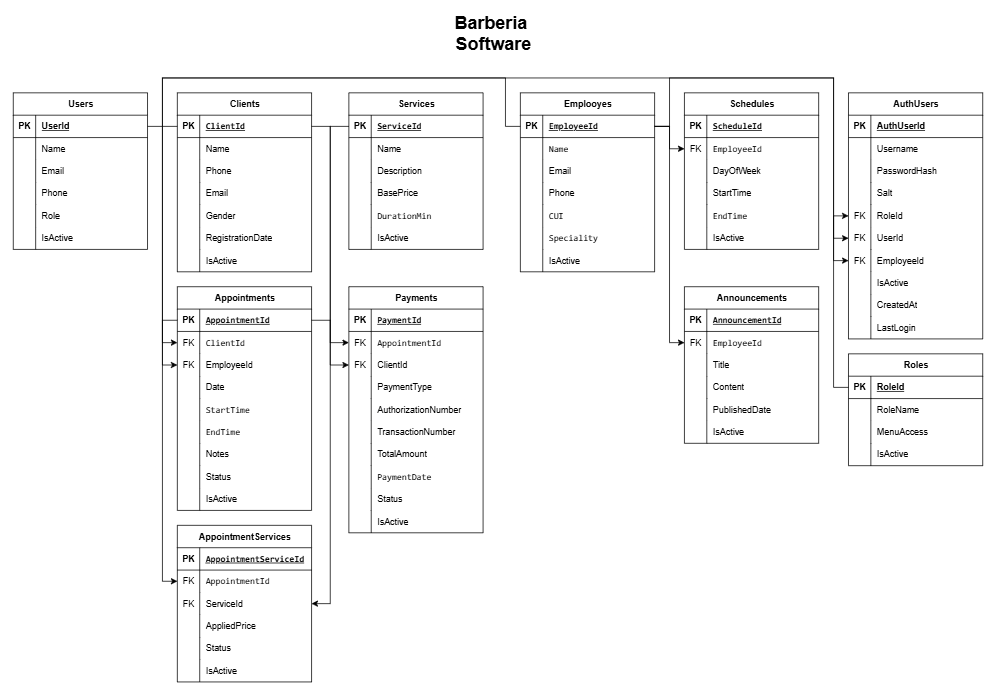 Barberia
Software
Users
PK UserId
Name
Email
Phone
Role
IsActive
Clients
PK ClientId
Name
Phone
Email
Gender
RegistrationDate
IsActive
Services
PK ServiceId
Name
Description
BasePrice
DurationMin
IsActive
Emplooyes
PK EmployeeId
Name
Email
Phone
CUI
Speciality
IsActive
Schedules
PK ScheduleId
FK EmployeeId
DayOfWeek
StartTime
EndTime
IsActive
AuthUsers
PK AuthUserId
Username
PasswordHash
Salt
FK RoleId
FK UserId
FK EmployeeId
IsActive
CreatedAt
LastLogin
Appointments
PK AppointmentId
FK ClientId
FK EmployeeId
Date
StartTime
EndTime
Notes
Status
IsActive
Payments
PK PaymentId
FK AppointmentId
FK ClientId
PaymentType
AuthorizationNumber
TransactionNumber
TotalAmount
PaymentDate
Status
IsActive
Announcements
PK AnnouncementId
FK EmployeeId
Title
Content
PublishedDate
IsActive
Roles
PK RoleId
RoleName
MenuAccess
IsActive
AppointmentServices
PK AppointmentServiceId
FK AppointmentId
FK ServiceId
AppliedPrice
Status
IsActive